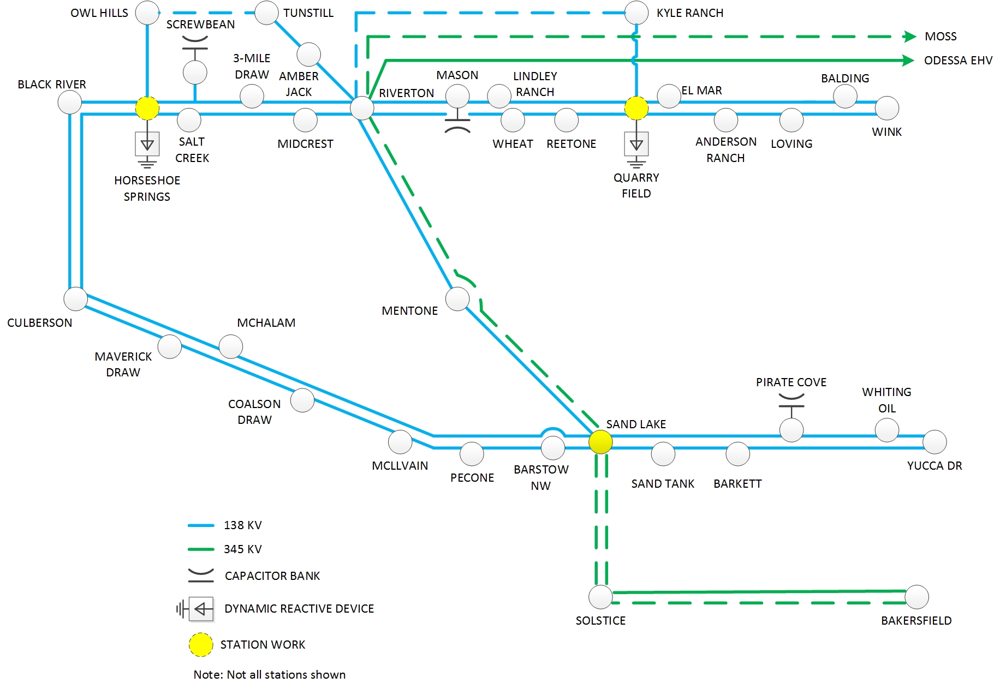 OWL HILLS
TUNSTILL
KYLE RANCH
SCREWBEAN
MOSS
ODESSA EHV
3-MILE
DRAW
AMBER
JACK
MASON
LINDLEY
RANCH
BALDING
BLACK RIVER
RIVERTON
EL MAR
WINK
SALT
CREEK
MIDCREST
WHEAT
REETONE
ANDERSON
RANCH
LOVING
HORSESHOE
SPRINGS
QUARRY
FIELD
MENTONE
CULBERSON
MCHALAM
MAVERICK
DRAW
COALSON
DRAW
PIRATE COVE
WHITING
OIL
SAND LAKE
MCLLVAIN
PECONE
BARSTOW
NW
SAND TANK
BARKETT
YUCCA DR
138 KV
345 KV
CAPACITOR BANK
DYNAMIC REACTIVE DEVICE
SOLSTICE
BAKERSFIELD
STATION WORK
Note: Not all stations shown